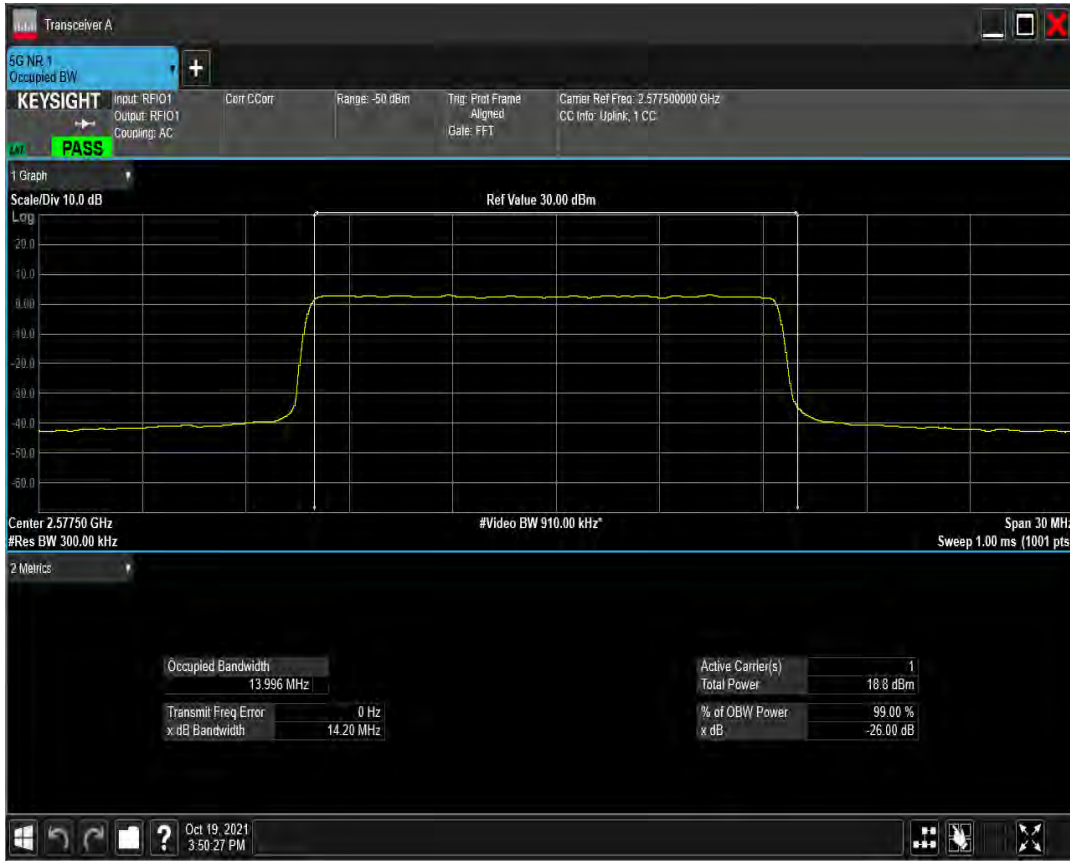 Transceiver A
5G NR 1
Occupied BW
+
KEYSIGHT
PASS
Input: RFIO1
Output: RFIO1
Coupling: AC
Corr CCorr
Range: -50 dBm
Trig: Prot Frame
Aligned
Gate: FFT
Carrier Ref Freq: 2.577500000 GHz
CC Info: Uplink, 1 CC
1 Graph
Scale/Div 10.0 dB
Ref Value 30.00 dBm
Log
20.0
10.0
0.00
-10.0
-20.0
-30.0
-40.0
-50.0
-60.0
Center 2.57750 GHz
#Video BW 910.00 kHz*
Span 30 MHz
#Res BW 300.00 kHz
Sweep 1.00 ms (1001 pts
2 Metrics
Occupied Bandwidth
13.996 MHz
Transmit Freq Error 0 Hz
x dB Bandwidth 14.20 MHz
Active Carrier(s) 1
Total Power 18.8 dBm
% of OBW Power 99.00 %
x dB -26.00 dB
?
Oct 19, 2021
3:50:27 PM